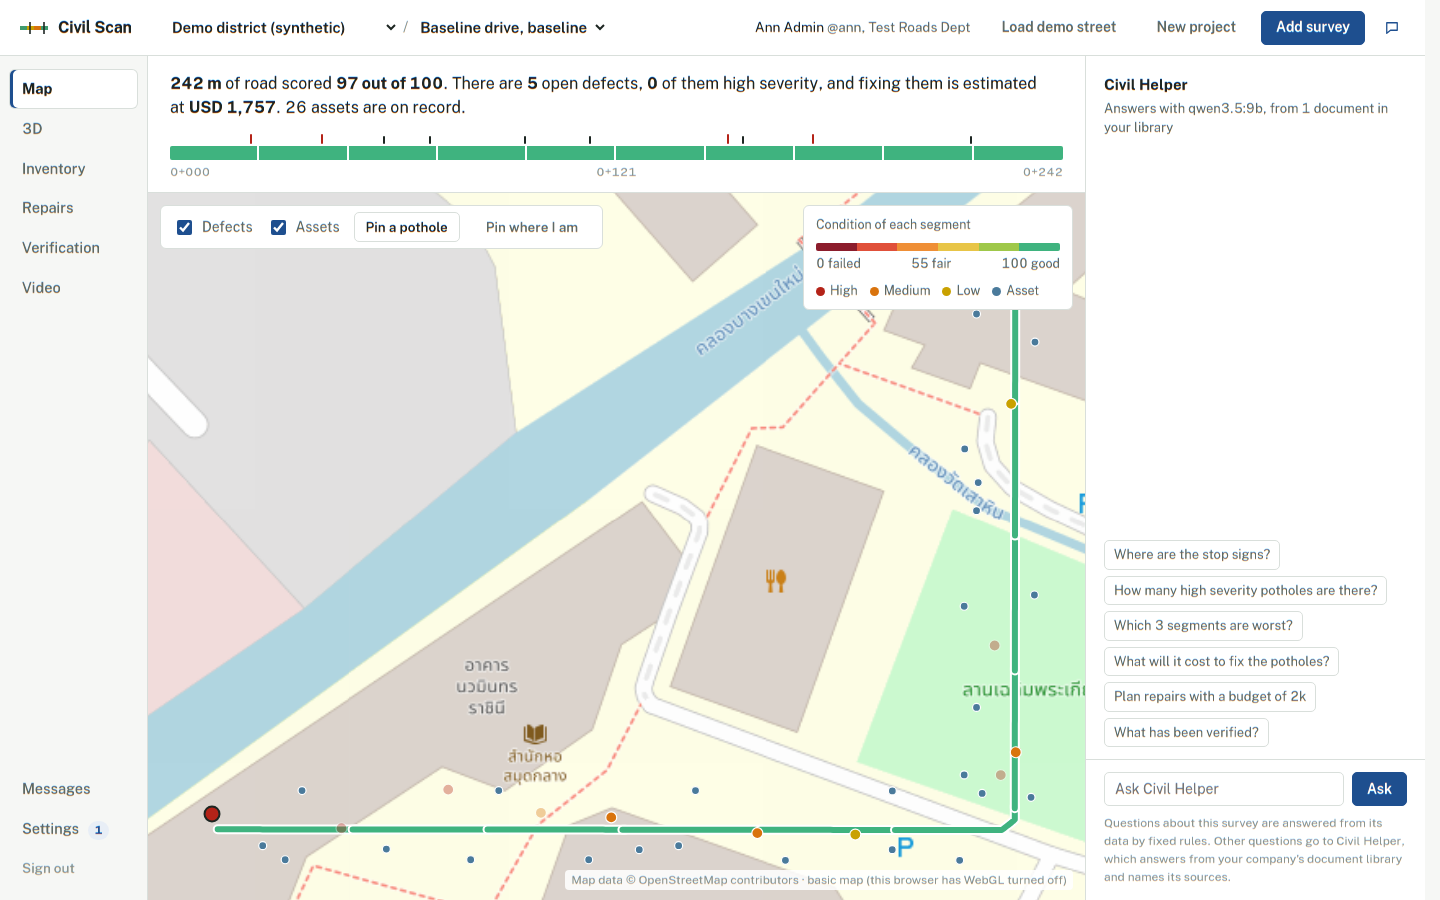 Civil Scan
Demo district (synthetic) / Baseline drive, baseline
Ann Admin @ann, Test Roads Dept
Load demo street
New project
Add survey
Map
3D
Inventory
Repairs
Verification
Video
Messages
Settings 1
Sign out
242 m of road scored 97 out of 100. There are 5 open defects, 0 of them high severity, and fixing them is estimated
at USD 1,757. 26 assets are on record.
0+000 0+121 0+242
Defects Assets Pin a pothole Pin where I am
Condition of each segment
0 failed 55 fair 100 good
High Medium Low Asset
คลองบางเขนใหม่
คลองวัดเสาหิน
อาคาร
นวมินทร
ราชินี
สำนักหอ
สมุดกลาง
P
Map data © OpenStreetMap contributors · basic map (this browser has WebGL turned off)
Civil Helper
Answers with qwen3.5:9b, from 1 document in
your library
Where are the stop signs?
How many high severity potholes are there?
Which 3 segments are worst?
What will it cost to fix the potholes?
Plan repairs with a budget of 2k
What has been verified?
Ask Civil Helper
Ask
Questions about this survey are answered from its
data by fixed rules. Other questions go to Civil Helper,
which answers from your company's document library
and names its sources.